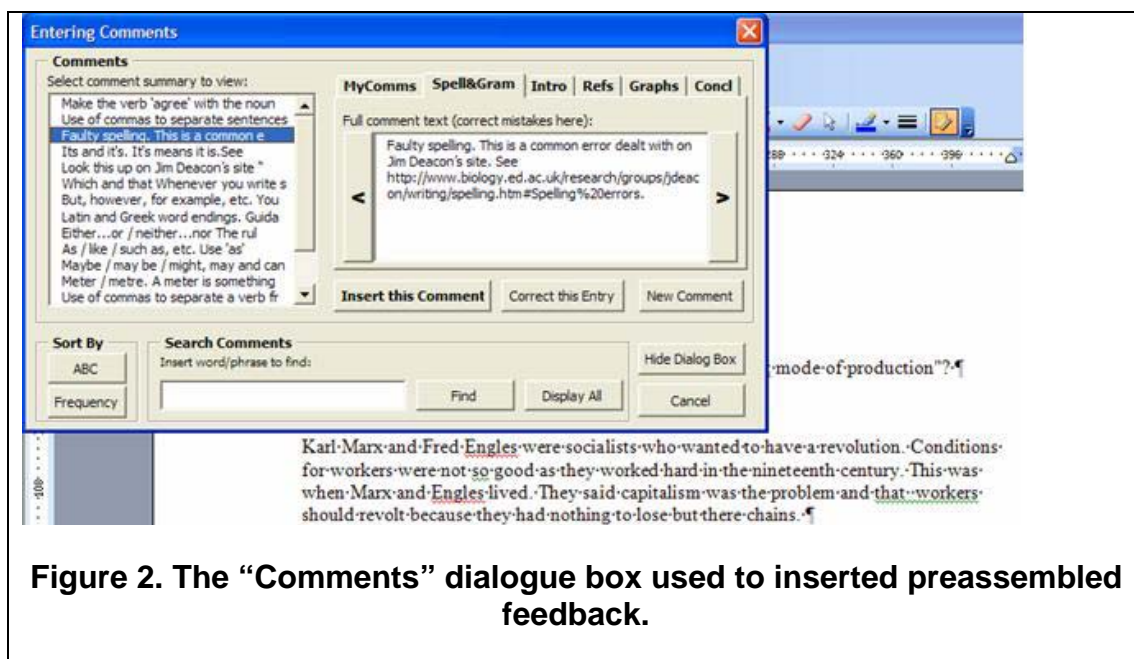 Entering Comments
Comments
Select comment summary to view:
Make the verb 'agree' with the noun
Use of commas to separate sentences
Faulty spelling. This is a common e
Its and it's. It's means it is.See
Look this up on Jim Deacon's site "
Which and that Whenever you write s
But, however, for example, etc. You
Latin and Greek word endings. Guida
Either...or / neither...nor The rul
As / like / such as, etc. Use 'as'
Maybe / may be / might, may and can
Meter / metre. A meter is something
Use of commas to separate a verb fr
MyComms Spell&Gram Intro Refs Graphs Concl
Full comment text (correct mistakes here):
Faulty spelling. This is a common error dealt with on
Jim Deacon's site. See
http://www.biology.ed.ac.uk/research/groups/jdeac
on/writing/spelling.htm#Spelling%20errors.
< >
Insert this Comment Correct this Entry New Comment
Sort By
ABC
Frequency
Search Comments
Insert word/phrase to find:
Find Display All
Hide Dialog Box
Cancel
288 324 360 396
108
mode·of·production"?·¶
Karl·Marx·and·Fred·Engles·were·socialists·who·wanted·to·have·a·revolution.·Conditions·
for·workers·were·not·so·good·as·they·worked·hard·in·the·nineteenth·century.·This·was·
when·Marx·and·Engles·lived.·They·said·capitalism·was·the·problem·and·that··workers·
should·revolt·because·they·had·nothing·to·lose·but·there·chains.·¶
Figure 2. The “Comments” dialogue box used to inserted preassembled
feedback.